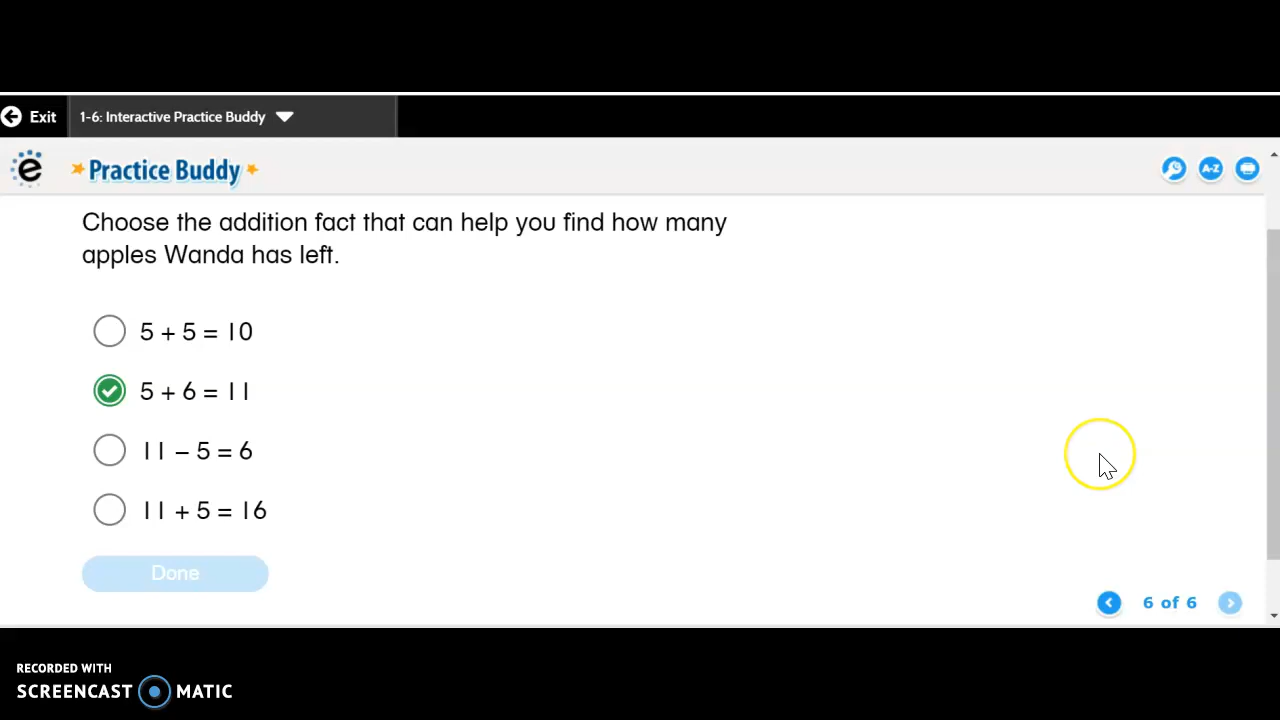 Exit
1-6: Interactive Practice Buddy
e
Practice Buddy
A-Z
Choose the addition fact that can help you find how many
apples Wanda has left.
5 + 5 = 10
5 + 6 = 11
11 – 5 = 6
11 + 5 = 16
Done
6 of 6
RECORDED WITH
SCREENCAST MATIC